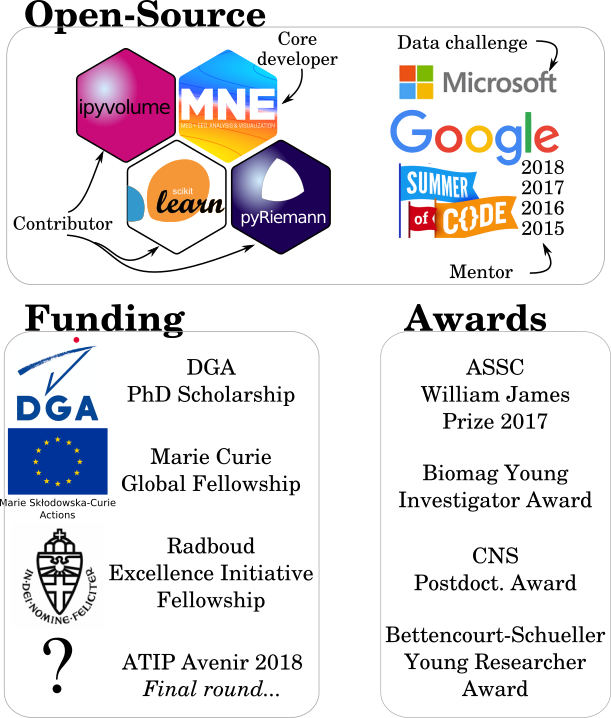 Open-Source
Core
developer
ipyvolume
MNE
MEG + EEG ANALYSIS & VISUALIZATION
scikit
learn
pyRiemann
Contributor
Data challenge
Microsoft
Google
SUMMER
of
CODE
2018
2017
2016
2015
Mentor
Funding
DGA
DGA
PhD Scholarship
Marie Curie
Global Fellowship
Marie Skłodowska-Curie
Actions
IN·DEI·NOMINE·FELICITER
Radboud
Excellence Initiative
Fellowship
?
ATIP Avenir 2018
Final round...
Awards
ASSC
William James
Prize 2017
Biomag Young
Investigator Award
CNS
Postdoct. Award
Bettencourt-Schueller
Young Researcher
Award